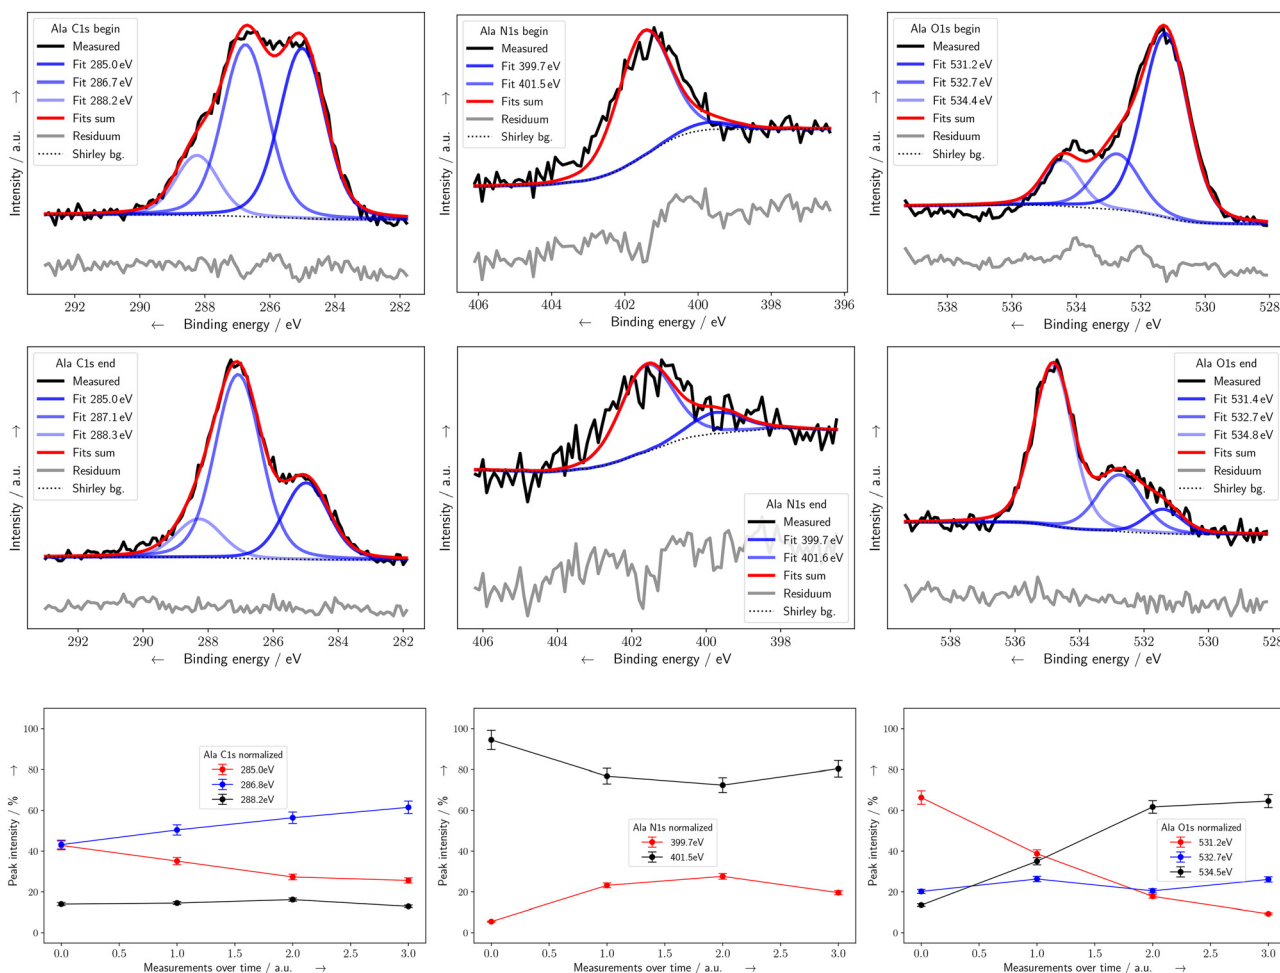 Ala C1s begin
Measured
Fit 285.0 eV
Fit 286.7 eV
Fit 288.2 eV
Fits sum
Residuum
Shirley bg.
Intensity / a.u. →
292 290 288 286 284 282
← Binding energy / eV
Ala N1s begin
Measured
Fit 399.7 eV
Fit 401.5 eV
Fits sum
Residuum
Shirley bg.
Intensity / a.u. →
406 404 402 400 398 396
← Binding energy / eV
Ala O1s begin
Measured
Fit 531.2 eV
Fit 532.7 eV
Fit 534.4 eV
Fits sum
Residuum
Shirley bg.
Intensity / a.u. →
538 536 534 532 530 528
← Binding energy / eV
Ala C1s end
Measured
Fit 285.0 eV
Fit 287.1 eV
Fit 288.3 eV
Fits sum
Residuum
Shirley bg.
Intensity / a.u. →
292 290 288 286 284 282
← Binding energy / eV
Ala N1s end
Measured
Fit 399.7 eV
Fit 401.6 eV
Fits sum
Residuum
Shirley bg.
Intensity / a.u. →
406 404 402 400 398
← Binding energy / eV
Ala O1s end
Measured
Fit 531.4 eV
Fit 532.7 eV
Fit 534.8 eV
Fits sum
Residuum
Shirley bg.
Intensity / a.u. →
538 536 534 532 530 528
← Binding energy / eV
Ala C1s normalized
285.0eV
286.8eV
288.2eV
Peak intensity / % →
100
80
60
40
20
0
0.0 0.5 1.0 1.5 2.0 2.5 3.0
Measurements over time / a.u. →
Ala N1s normalized
399.7eV
401.5eV
Peak intensity / % →
100
80
60
40
20
0
0.0 0.5 1.0 1.5 2.0 2.5 3.0
Measurements over time / a.u. →
Ala O1s normalized
531.2eV
532.7eV
534.5eV
Peak intensity / % →
100
80
60
40
20
0
0.0 0.5 1.0 1.5 2.0 2.5 3.0
Measurements over time / a.u. →